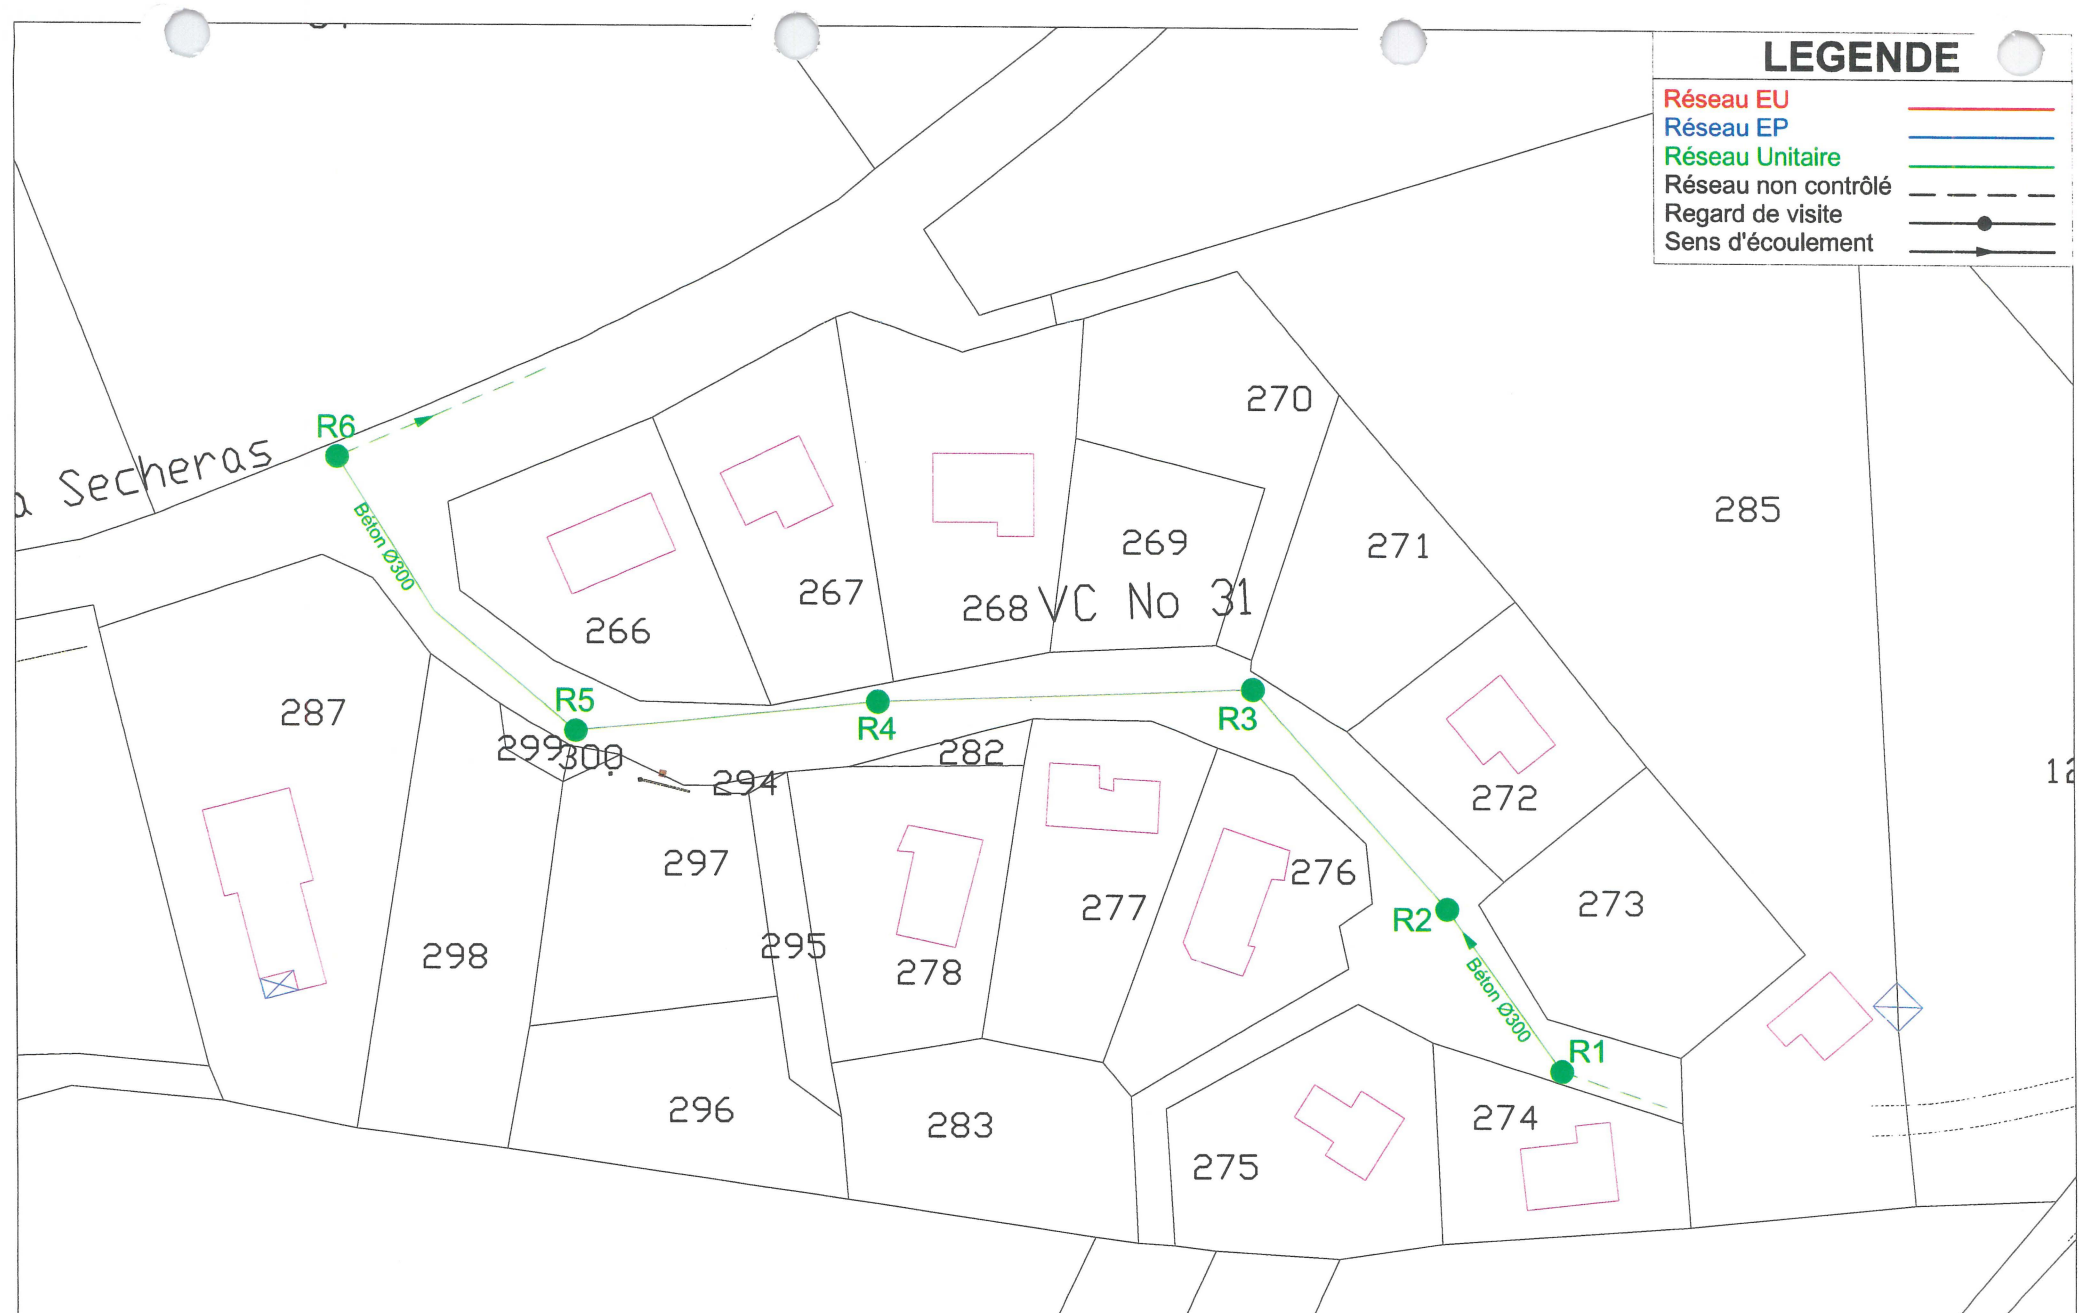 LEGENDE
Réseau EU
Réseau EP
Réseau Unitaire
Réseau non contrôlé
Regard de visite
Sens d'écoulement
270
R6
Secheras
285
Béton Ø300
269
271
267
VC No 31
268
266
287
R5
R4
R3
299
300
282
294
272
297
276
273
277
R2
295
298
278
Béton Ø300
R1
296
283
274
275